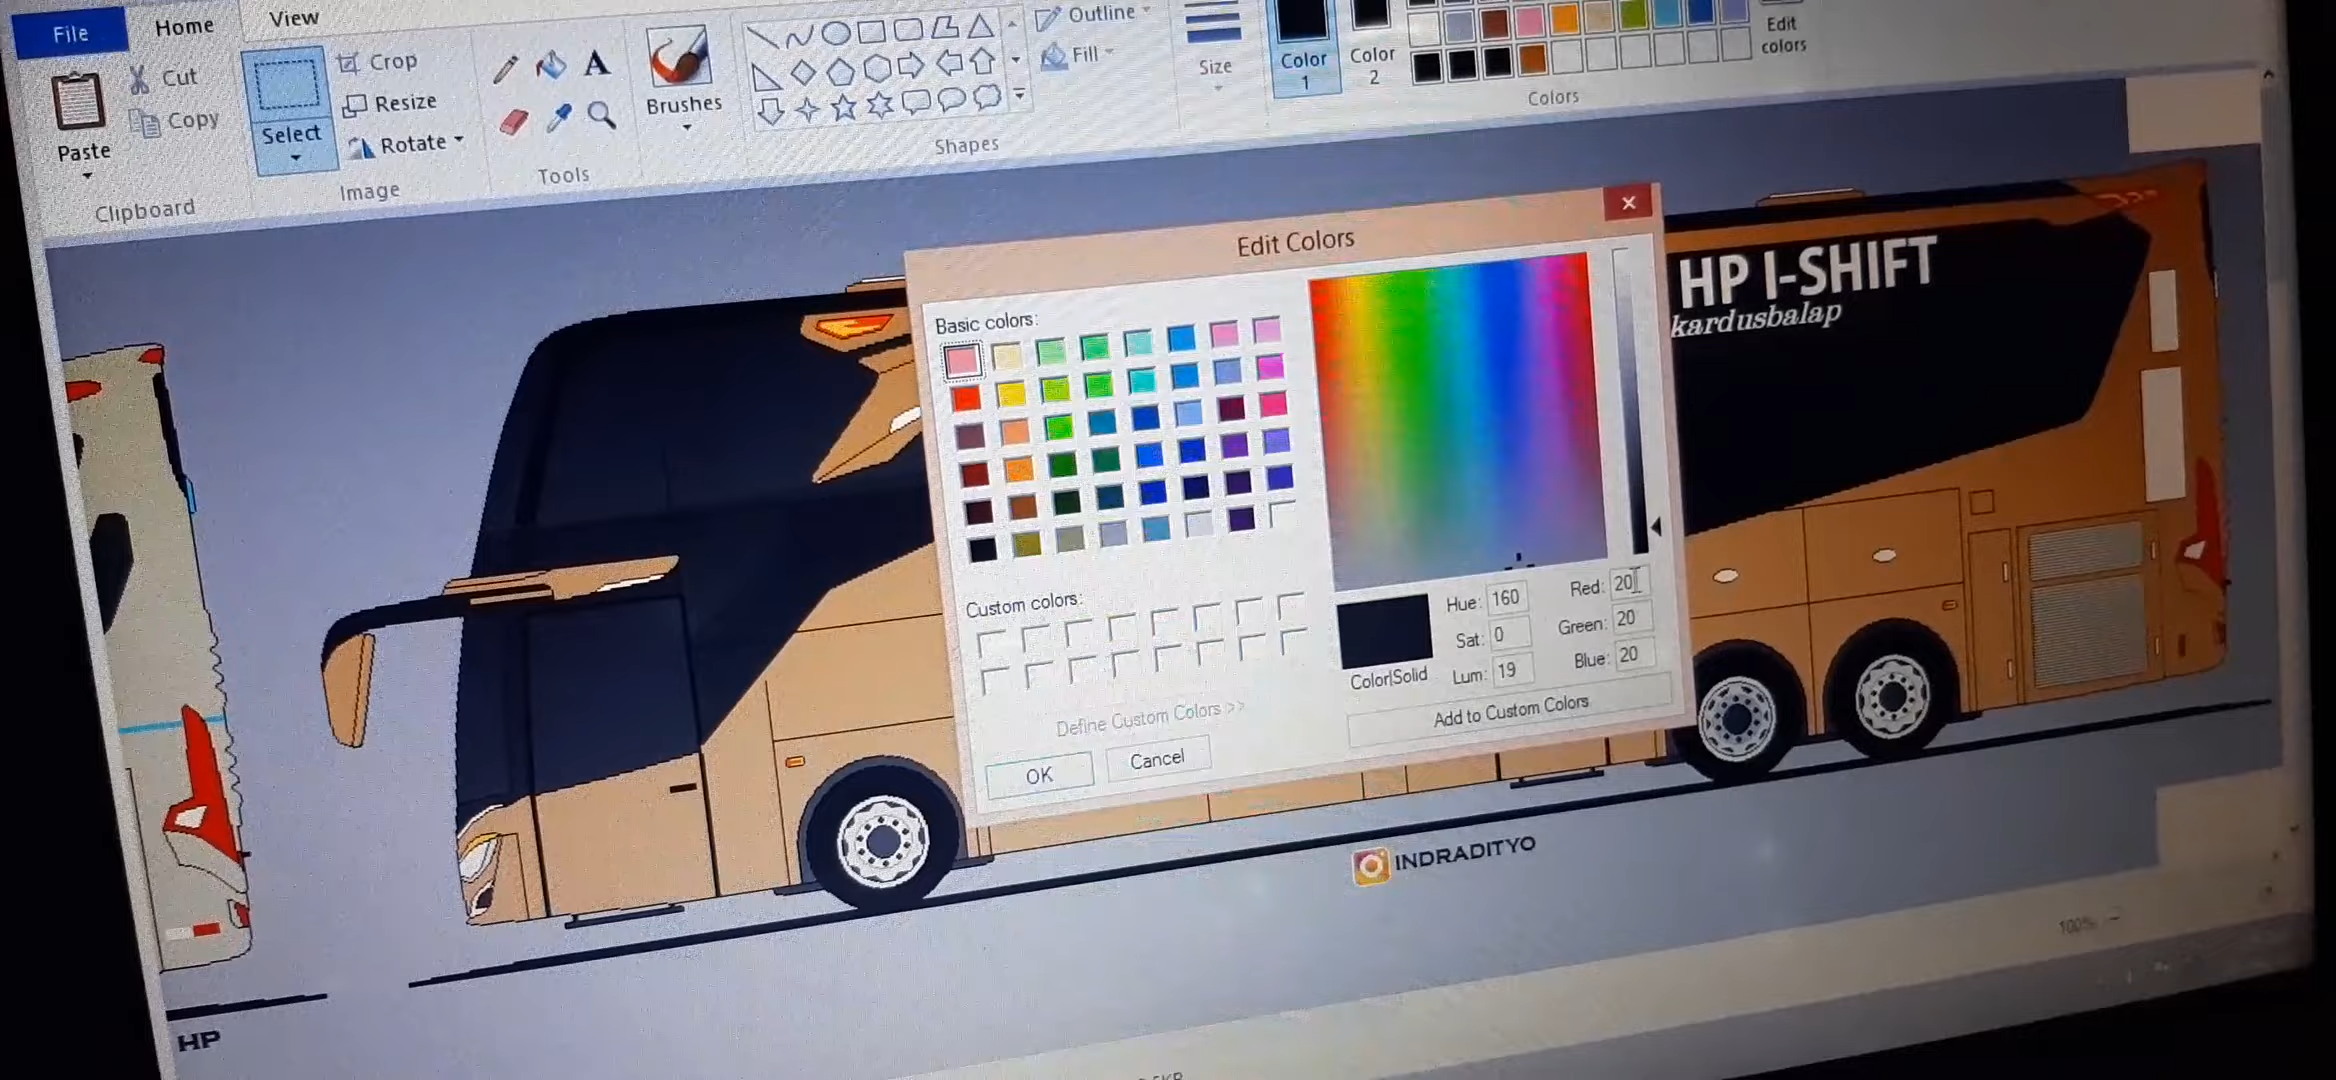 File
Home
View
Paste
Cut
Copy
Clipboard
Select
Crop
Resize
Rotate
Image
A
Tools
Brushes
Shapes
Outline
Fill
Size
Color
1
Color
2
Edit
colors
Colors
Edit Colors
Basic colors:
Custom colors:
Define Custom Colors >>
OK
Cancel
Hue: 160
Sat: 0
Lum: 19
Red: 20
Green: 20
Blue: 20
Color|Solid
Add to Custom Colors
HP I-SHIFT
kardusbalap
INDRADITYO
HP
100%